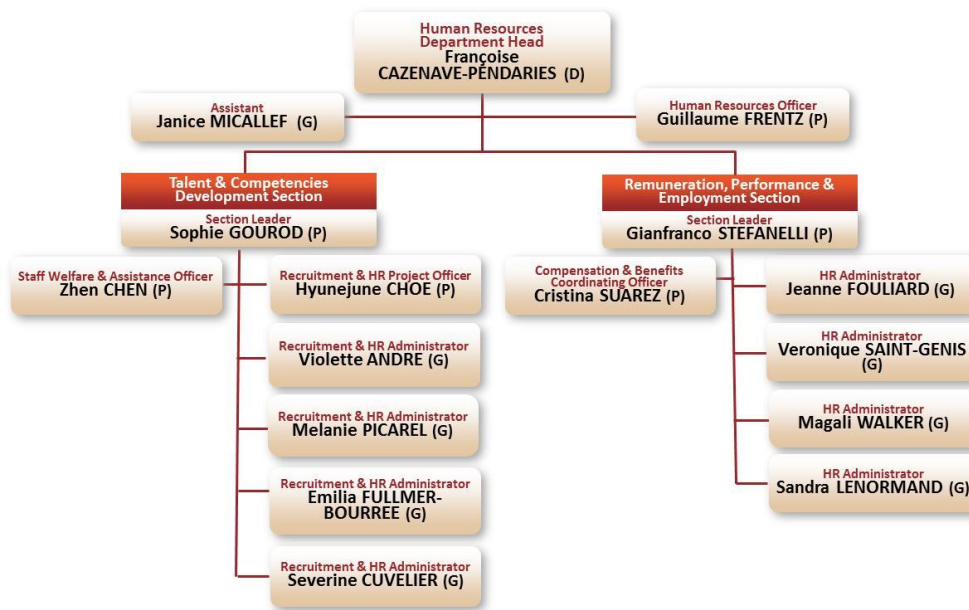 Human Resources
Department Head
Françoise
CAZENAVE-PENDARIES (D)
Assistant
Janice MICALLEF (G)
Human Resources Officer
Guillaume FRENTZ (P)
Talent & Competencies
Development Section
Section Leader
Sophie GOUROD (P)
Staff Welfare & Assistance Officer
Zhen CHEN (P)
Recruitment & HR Project Officer
Hyunejune CHOE (P)
Recruitment & HR Administrator
Violette ANDRE (G)
Recruitment & HR Administrator
Melanie PICAREL (G)
Recruitment & HR Administrator
Emilia FULLMER-
BOURREE (G)
Recruitment & HR Administrator
Severine CUVELIER (G)
Remuneration, Performance &
Employment Section
Section Leader
Gianfranco STEFANELLI (P)
Compensation & Benefits
Coordinating Officer
Cristina SUAREZ (P)
HR Administrator
Jeanne FOULIARD (G)
HR Administrator
Veronique SAINT-GENIS
(G)
HR Administrator
Magali WALKER (G)
HR Administrator
Sandra LENORMAND (G)